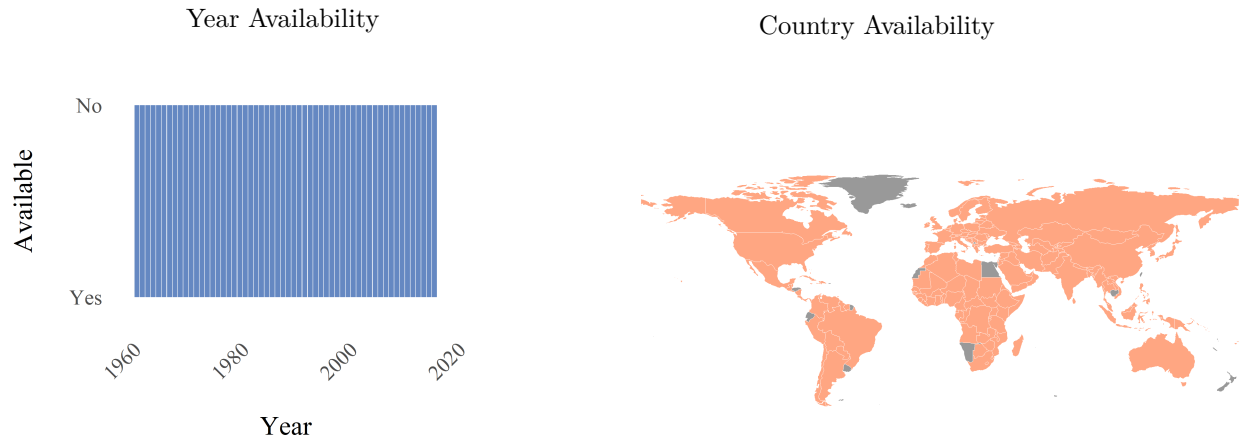 Year Availability
Country Availability
No
Available
Yes
1960
1980
2000
2020
Year